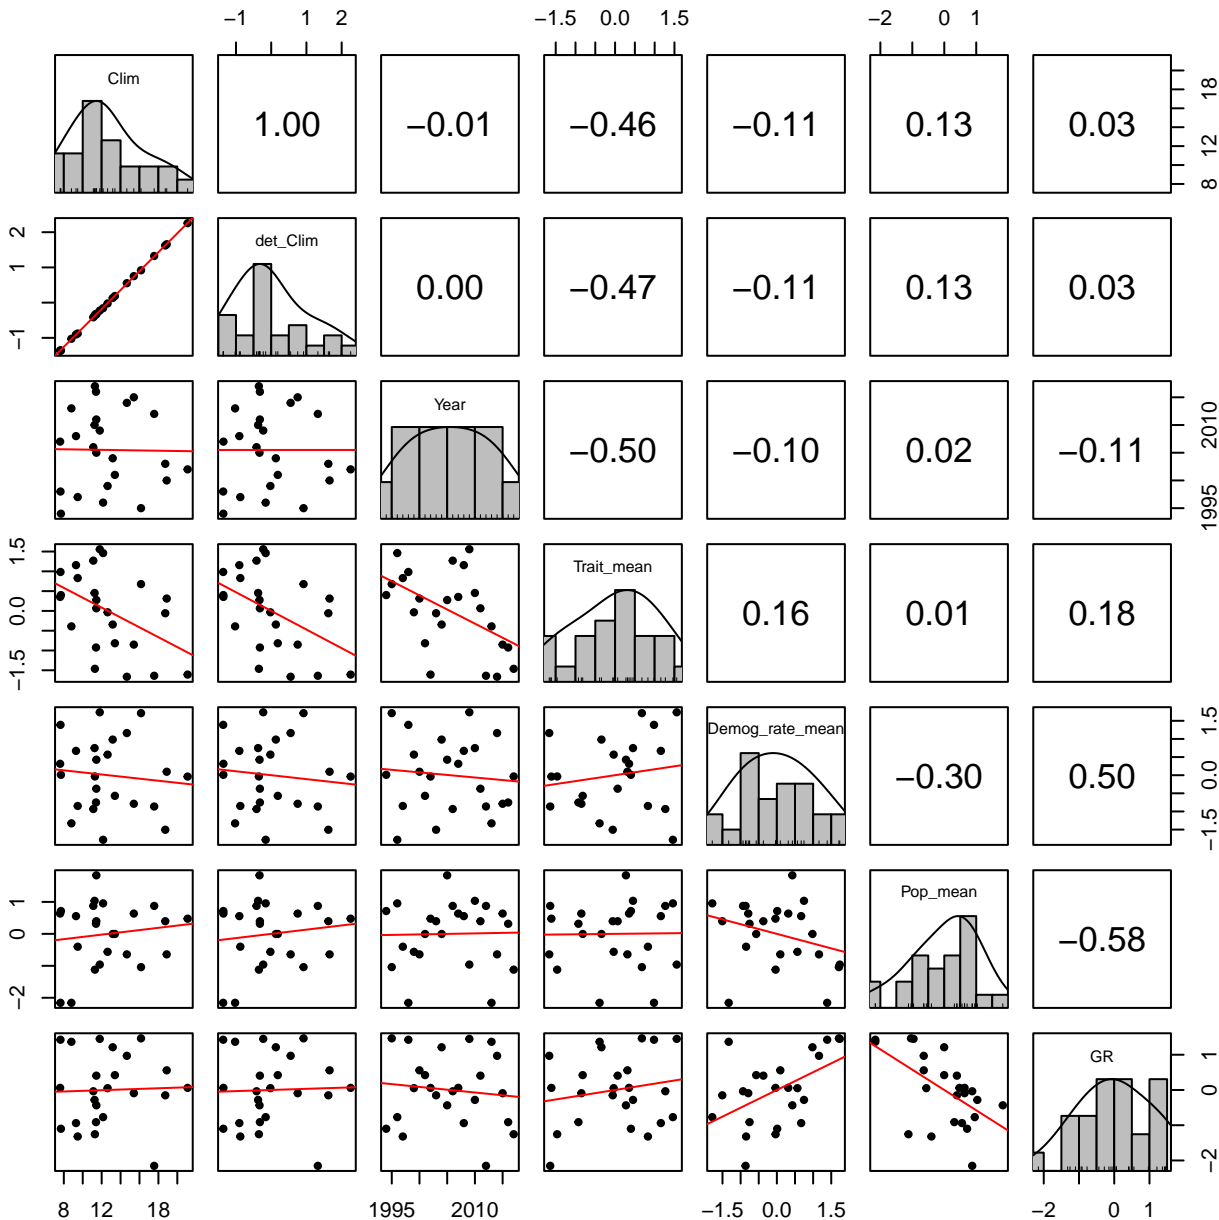 −1 1 2 −1.5 0.0 1.5 −2 0 1
Clim 1.00 −0.01 −0.46 −0.11 0.13 0.03 8 12 18
−1 1 2 det_Clim 0.00 −0.47 −0.11 0.13 0.03
Year −0.50 −0.10 0.02 −0.11 1995 2010
−1.5 0.0 1.5 Trait_mean 0.16 0.01 0.18
Demog_rate_mean −0.30 0.50 −1.5 0.0 1.5
−2 0 1 Pop_mean −0.58
GR −2 0 1
8 12 18 1995 2010 −1.5 0.0 1.5 −2 0 1